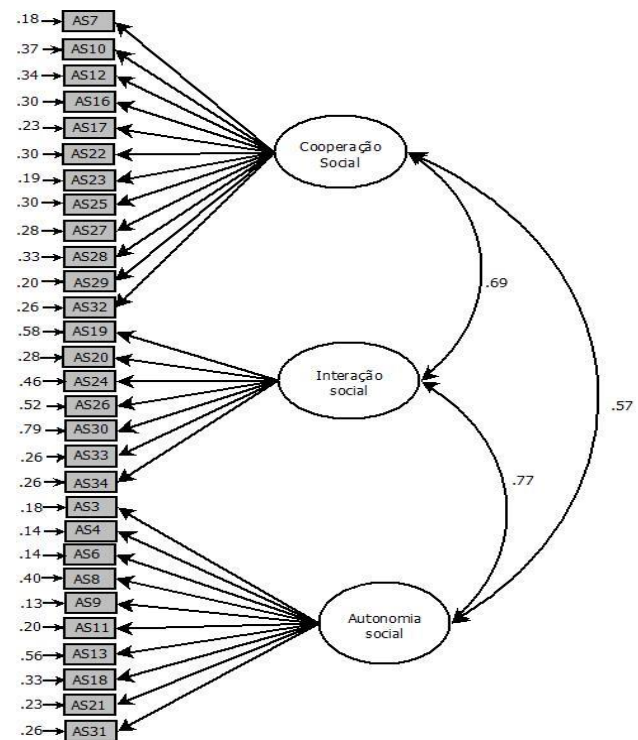 .18 AS7
.37 AS10
.34 AS12
.30 AS16
.23 AS17
.30 AS22
.19 AS23
.30 AS25
.28 AS27
.33 AS28
.20 AS29
.26 AS32
.58 AS19
.28 AS20
.46 AS24
.52 AS26
.79 AS30
.26 AS33
.26 AS34
.18 AS3
.14 AS4
.14 AS6
.40 AS8
.13 AS9
.20 AS11
.56 AS13
.33 AS18
.23 AS21
.26 AS31
Cooperação
Social
.69
Interação
social
.57
.77
Autonomia
social